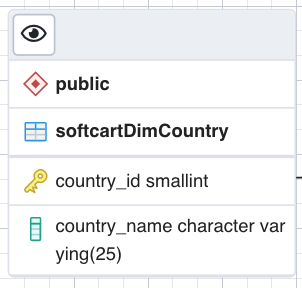 public
softcartDimCountry
country_id smallint
country_name character var
ying(25)